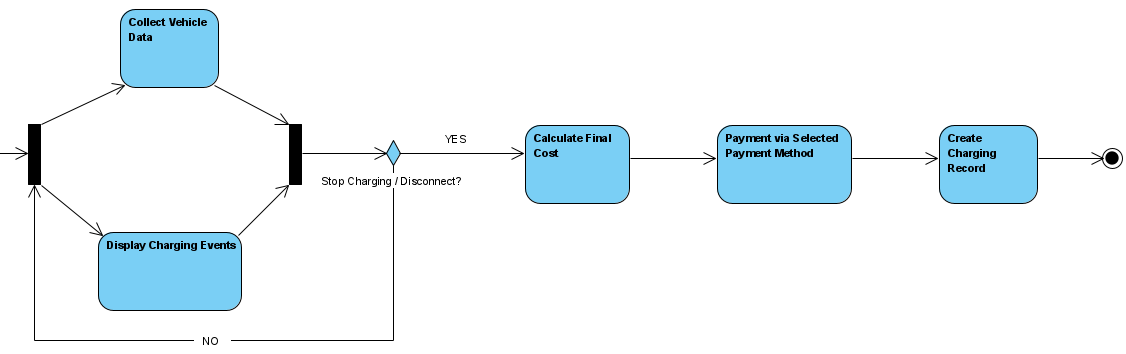 Collect Vehicle
Data
YES
Stop Charging / Disconnect?
Calculate Final
Cost
Payment via Selected
Payment Method
Create
Charging
Record
Display Charging Events
NO